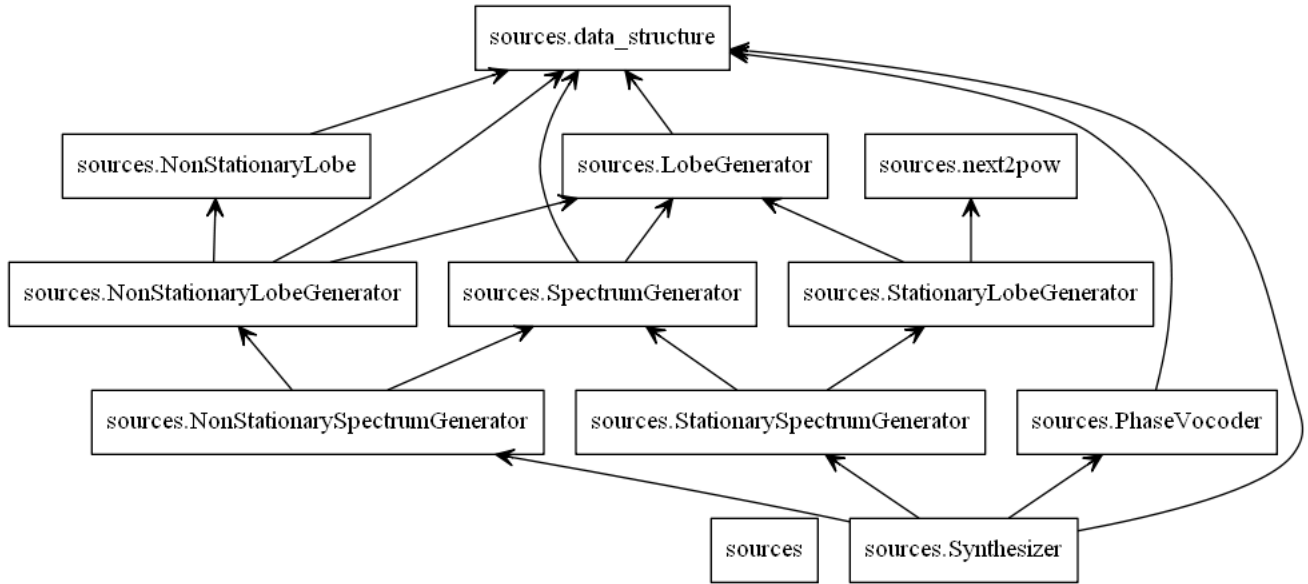 sources.data_structure
sources.NonStationaryLobe
sources.LobeGenerator
sources.next2pow
sources.NonStationaryLobeGenerator
sources.SpectrumGenerator
sources.StationaryLobeGenerator
sources.NonStationarySpectrumGenerator
sources.StationarySpectrumGenerator
sources.PhaseVocoder
sources
sources.Synthesizer